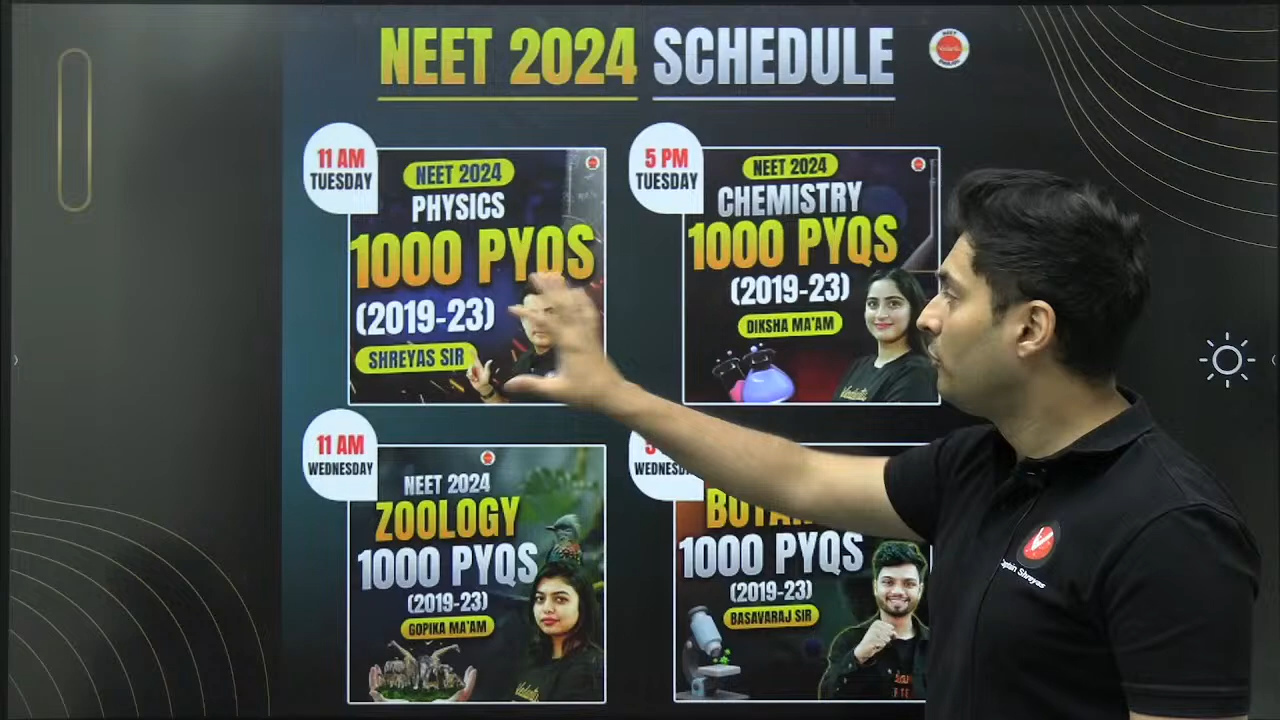 NEET 2024 SCHEDULE
11 AM
TUESDAY
NEET 2024
PHYSICS
1000 PYQS
(2019-23)
SHREYAS SIR
5 PM
TUESDAY
NEET 2024
CHEMISTRY
1000 PYQS
(2019-23)
DIKSHA MA'AM
11 AM
WEDNESDAY
NEET 2024
ZOOLOGY
1000 PYQS
(2019-23)
GOPIKA MA'AM
1000 PYQS
(2019-23)
BASAVARAJ SIR
Shreyas